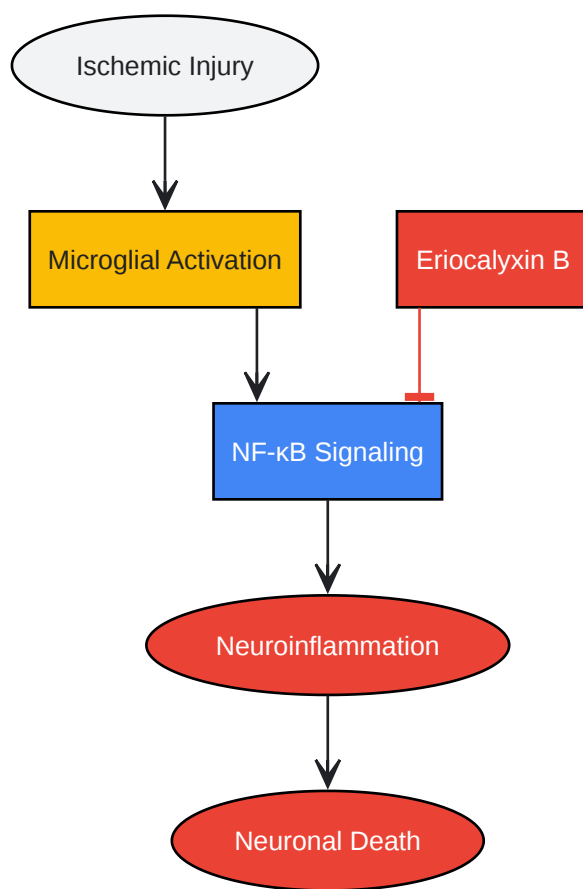 Ischemic Injury
Microglial Activation
Eriocalyxin B
NF-κB Signaling
Neuroinflammation
Neuronal Death